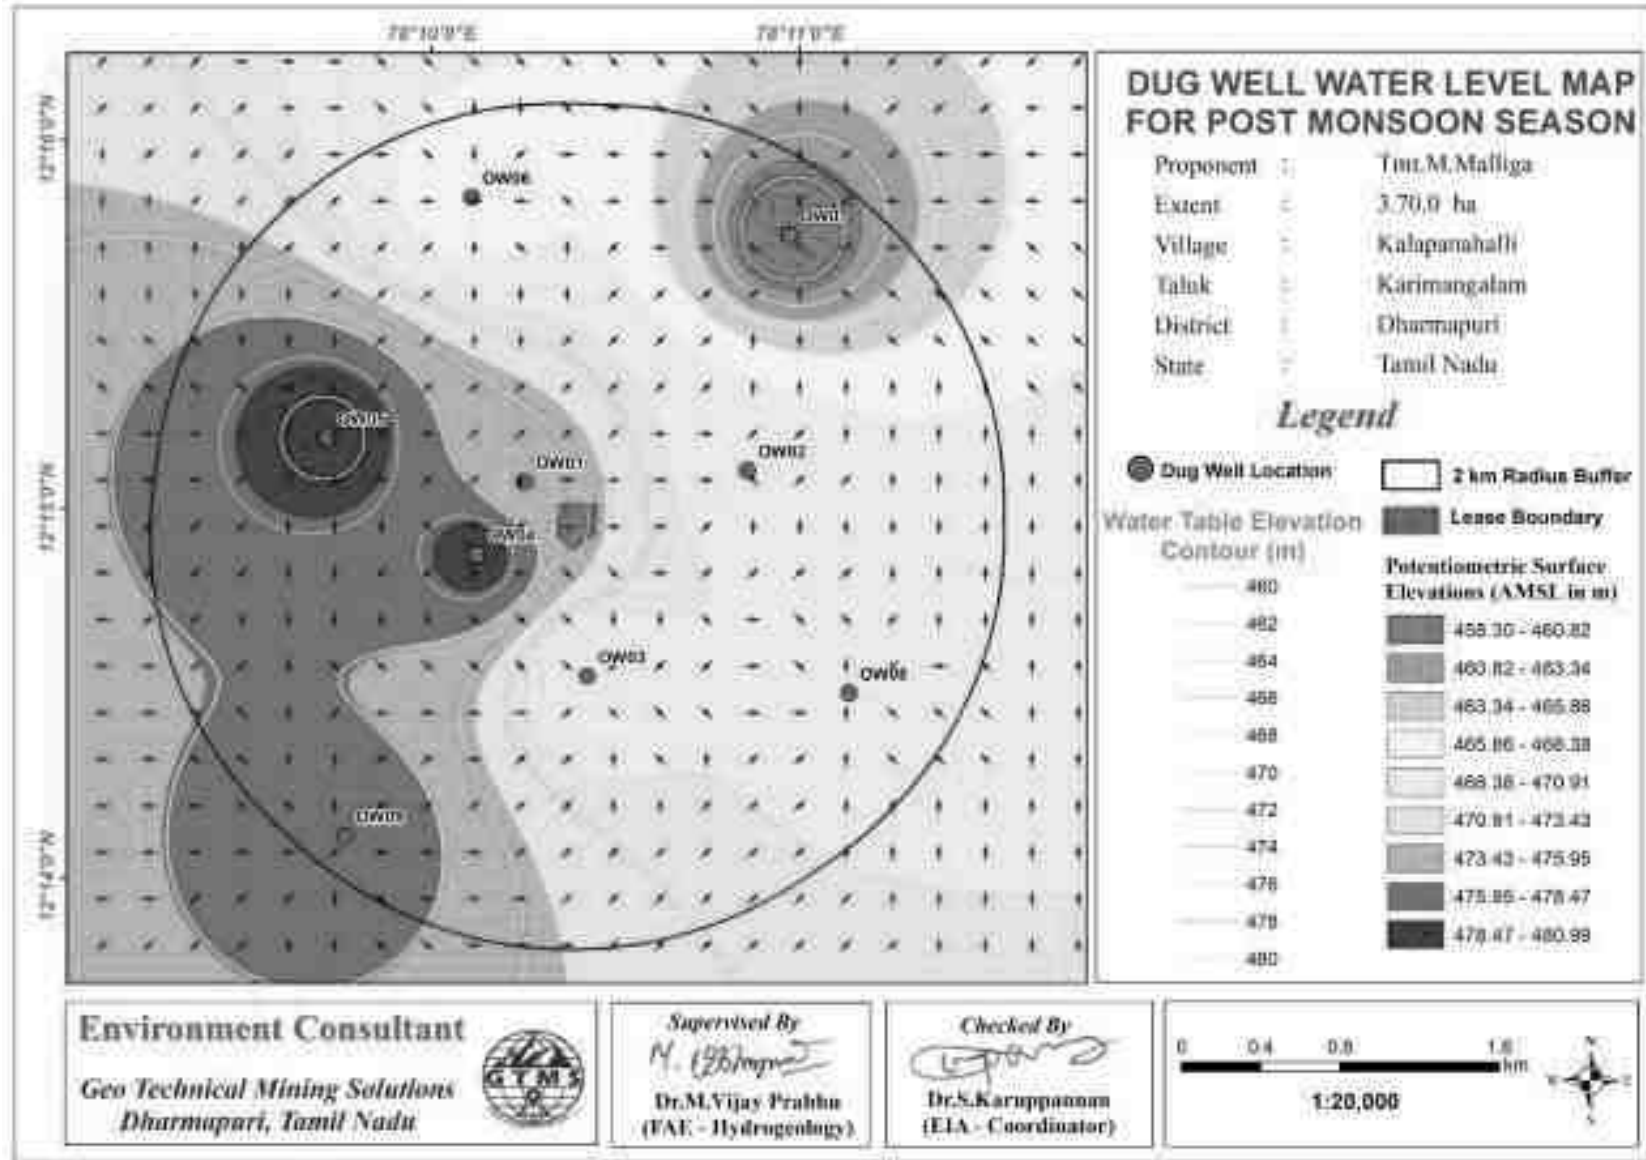 78°10'0"E
78°11'0"E
12°16'0"N
12°15'0"N
12°14'0"N
OW06
OW01
OW02
OW03
DUG WELL WATER LEVEL MAP
FOR POST MONSOON SEASON
Proponent : Tmt.M.Malliga
Extent : 3.70.0 ha
Village : Kalapanahalli
Taluk : Karimangalam
District : Dharmapuri
State : Tamil Nadu
Legend
Dug Well Location
2 km Radius Buffer
Lease Boundary
Water Table Elevation
Contour (m)
460
462
464
466
468
470
472
474
476
478
480
Potentiometric Surface
Elevations (AMSL in m)
458.30 - 460.82
460.82 - 463.34
463.34 - 465.86
465.86 - 468.38
468.38 - 470.91
470.91 - 473.43
473.43 - 475.95
475.95 - 478.47
478.47 - 480.99
Environment Consultant
Geo Technical Mining Solutions
Dharmapuri, Tamil Nadu
GTMS
Supervised By
Dr.M.Vijay Prabhu
(FAE - Hydrogeology)
Checked By
Dr.S.Karuppannan
(EIA - Coordinator)
0 0.4 0.8 1.6
km
1:20,000